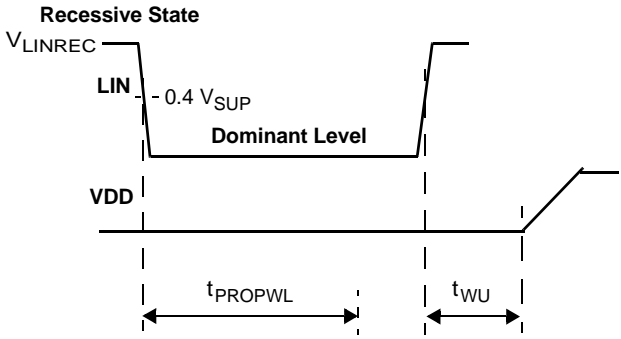 Recessive State
VLINREC
LIN
0.4 VSUP
Dominant Level
VDD
tPROPWL
tWU